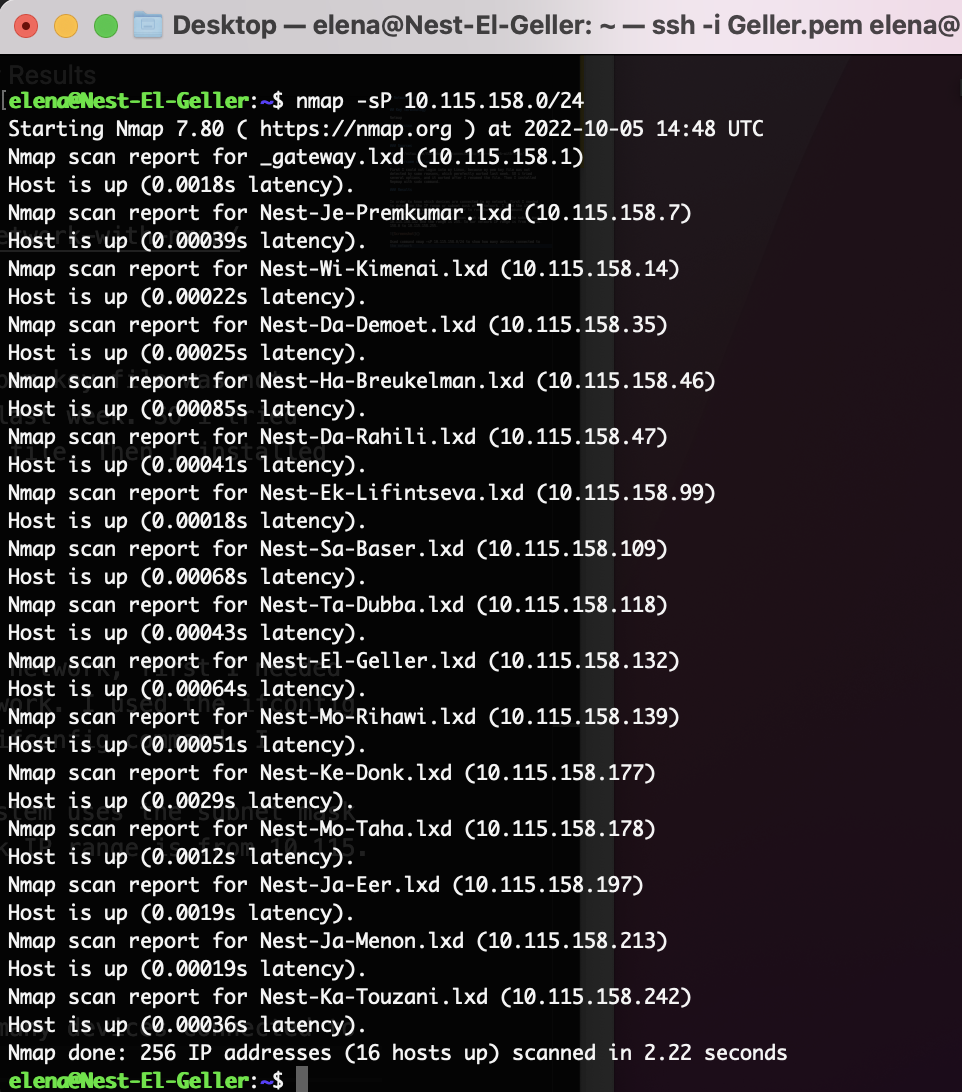 Desktop — elena@Nest-El-Geller: ~ — ssh -i Geller.pem elena@
Results
elena@Nest-El-Geller:~$ nmap -sP 10.115.158.0/24
Starting Nmap 7.80 ( https://nmap.org ) at 2022-10-05 14:48 UTC
Nmap scan report for _gateway.lxd (10.115.158.1)
Host is up (0.0018s latency).
Nmap scan report for Nest-Je-Premkumar.lxd (10.115.158.7)
Host is up (0.00039s latency).
Nmap scan report for Nest-Wi-Kimenai.lxd (10.115.158.14)
Host is up (0.00022s latency).
Nmap scan report for Nest-Da-Demoet.lxd (10.115.158.35)
Host is up (0.00025s latency).
Nmap scan report for Nest-Ha-Breukelman.lxd (10.115.158.46)
Host is up (0.00085s latency).
Nmap scan report for Nest-Da-Rahili.lxd (10.115.158.47)
Host is up (0.00041s latency).
Nmap scan report for Nest-Ek-Lifintseva.lxd (10.115.158.99)
Host is up (0.00018s latency).
Nmap scan report for Nest-Sa-Baser.lxd (10.115.158.109)
Host is up (0.00068s latency).
Nmap scan report for Nest-Ta-Dubba.lxd (10.115.158.118)
Host is up (0.00043s latency).
Nmap scan report for Nest-El-Geller.lxd (10.115.158.132)
Host is up (0.00064s latency).
Nmap scan report for Nest-Mo-Rihawi.lxd (10.115.158.139)
Host is up (0.00051s latency).
Nmap scan report for Nest-Ke-Donk.lxd (10.115.158.177)
Host is up (0.0029s latency).
Nmap scan report for Nest-Mo-Taha.lxd (10.115.158.178)
Host is up (0.0012s latency).
Nmap scan report for Nest-Ja-Eer.lxd (10.115.158.197)
Host is up (0.0019s latency).
Nmap scan report for Nest-Ja-Menon.lxd (10.115.158.213)
Host is up (0.00019s latency).
Nmap scan report for Nest-Ka-Touzani.lxd (10.115.158.242)
Host is up (0.00036s latency).
Nmap done: 256 IP addresses (16 hosts up) scanned in 2.22 seconds
elena@Nest-El-Geller:~$